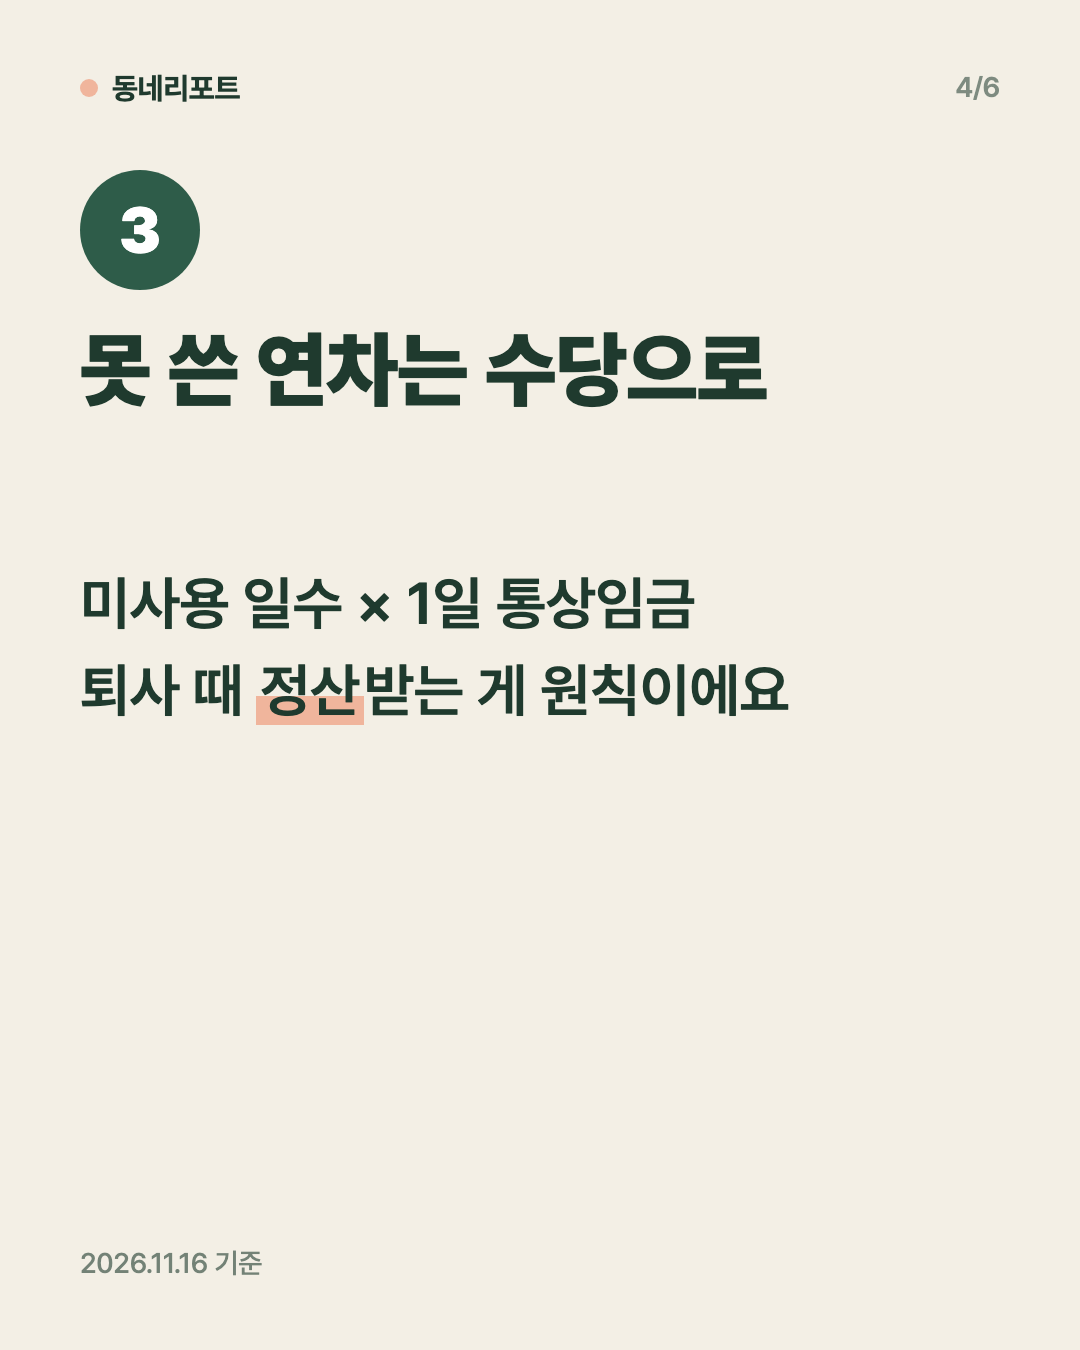 동네리포트
4/6
3
못 쓴 연차는 수당으로
미사용 일수 × 1일 통상임금
퇴사 때 정산받는 게 원칙이에요
2026.11.16 기준